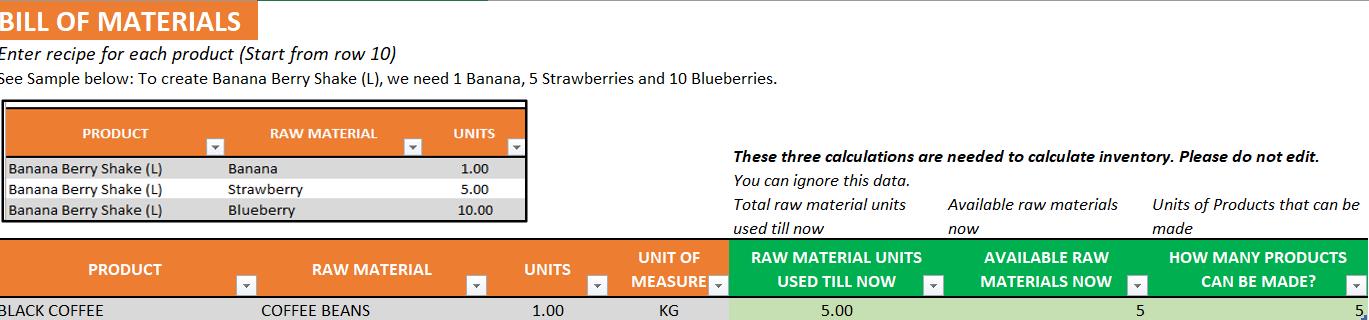 BILL OF MATERIALS
Enter recipe for each product (Start from row 10)
See Sample below: To create Banana Berry Shake (L), we need 1 Banana, 5 Strawberries and 10 Blueberries.
PRODUCT RAW MATERIAL UNITS
Banana Berry Shake (L) Banana 1.00
Banana Berry Shake (L) Strawberry 5.00
Banana Berry Shake (L) Blueberry 10.00
These three calculations are needed to calculate inventory. Please do not edit.
You can ignore this data.
Total raw material units Available raw materials Units of Products that can be
used till now now made
UNIT OF RAW MATERIAL UNITS AVAILABLE RAW HOW MANY PRODUCTS
PRODUCT RAW MATERIAL UNITS
MEASURE USED TILL NOW MATERIALS NOW CAN BE MADE?
BLACK COFFEE COFFEE BEANS 1.00 KG 5.00 5 5